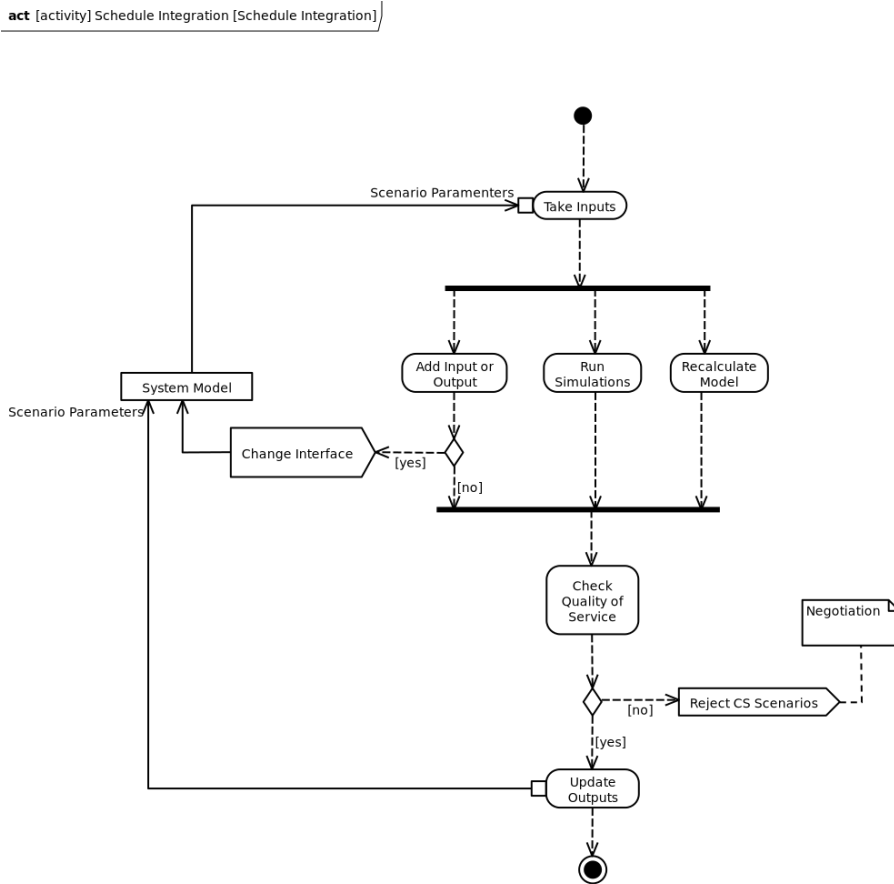 act [activity] Schedule Integration [Schedule Integration]
Scenario Paramenters
Take Inputs
Add Input or
Output
Run
Simulations
Recalculate
Model
System Model
Scenario Parameters
Change Interface
[yes]
[no]
Check
Quality of
Service
Negotiation
Reject CS Scenarios
[no]
[yes]
Update
Outputs